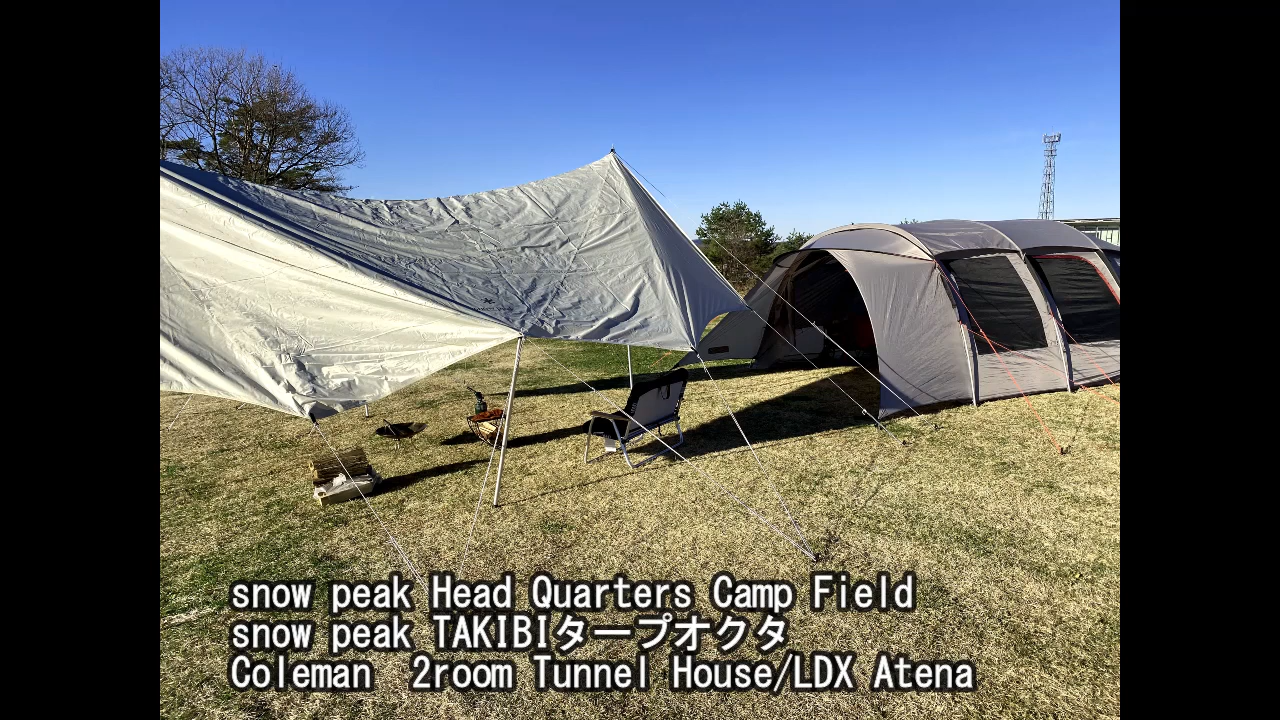 snow peak Head Quarters Camp Field
snow peak TAKIBIタープオクタ
Coleman 2room Tunnel House/LDX Atena